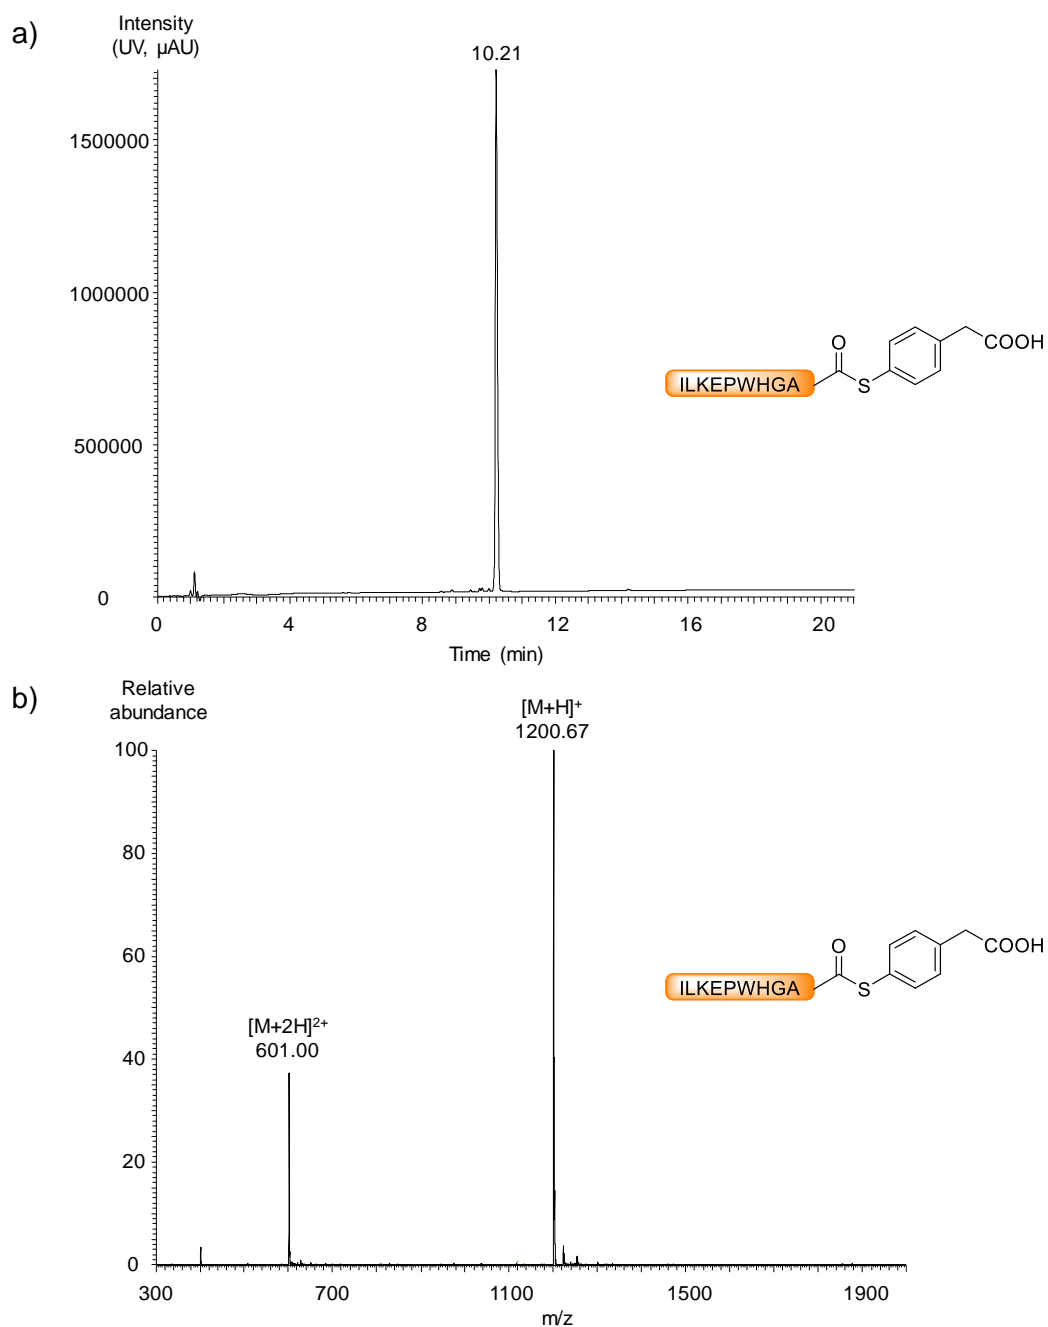 a)
Intensity
(UV, µAU)
10.21
1500000
1000000
500000
0
O
S
COOH
ILKEPWHGA
0 4 8 12 16 20
Time (min)
b)
Relative
abundance
[M+H]+
1200.67
100
80
60
40
20
0
[M+2H]2+
601.00
O
S
COOH
ILKEPWHGA
300 700 1100 1500 1900
m/z